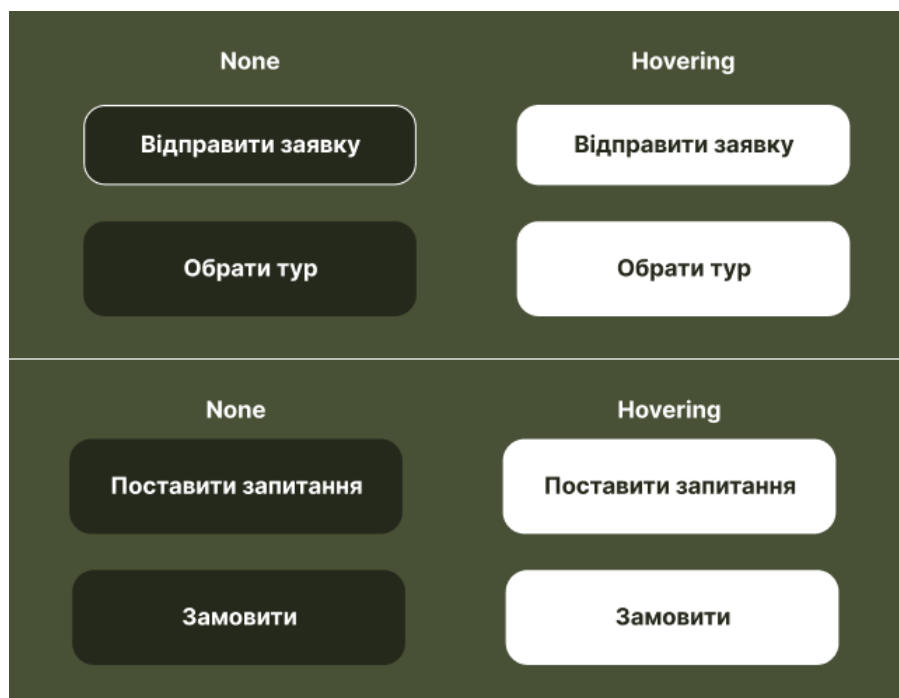 None
Hovering
Відправити заявку
Відправити заявку
Обрати тур
Обрати тур
None
Hovering
Поставити запитання
Поставити запитання
Замовити
Замовити